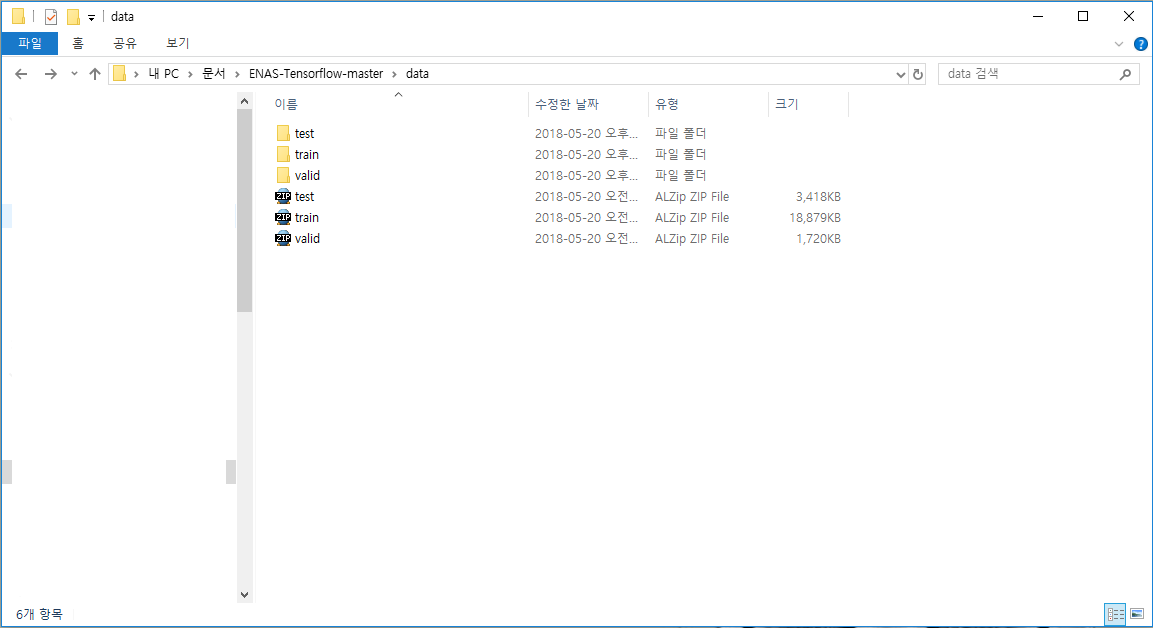 data
파일 홈 공유 보기
내 PC 문서 ENAS-Tensorflow-master data data 검색
이름 수정한 날짜 유형 크기
test 2018-05-20 오후... 파일 폴더
train 2018-05-20 오후... 파일 폴더
valid 2018-05-20 오후... 파일 폴더
ZIP test 2018-05-20 오전... ALZip ZIP File 3,418KB
ZIP train 2018-05-20 오전... ALZip ZIP File 18,879KB
ZIP valid 2018-05-20 오전... ALZip ZIP File 1,720KB
6개 항목